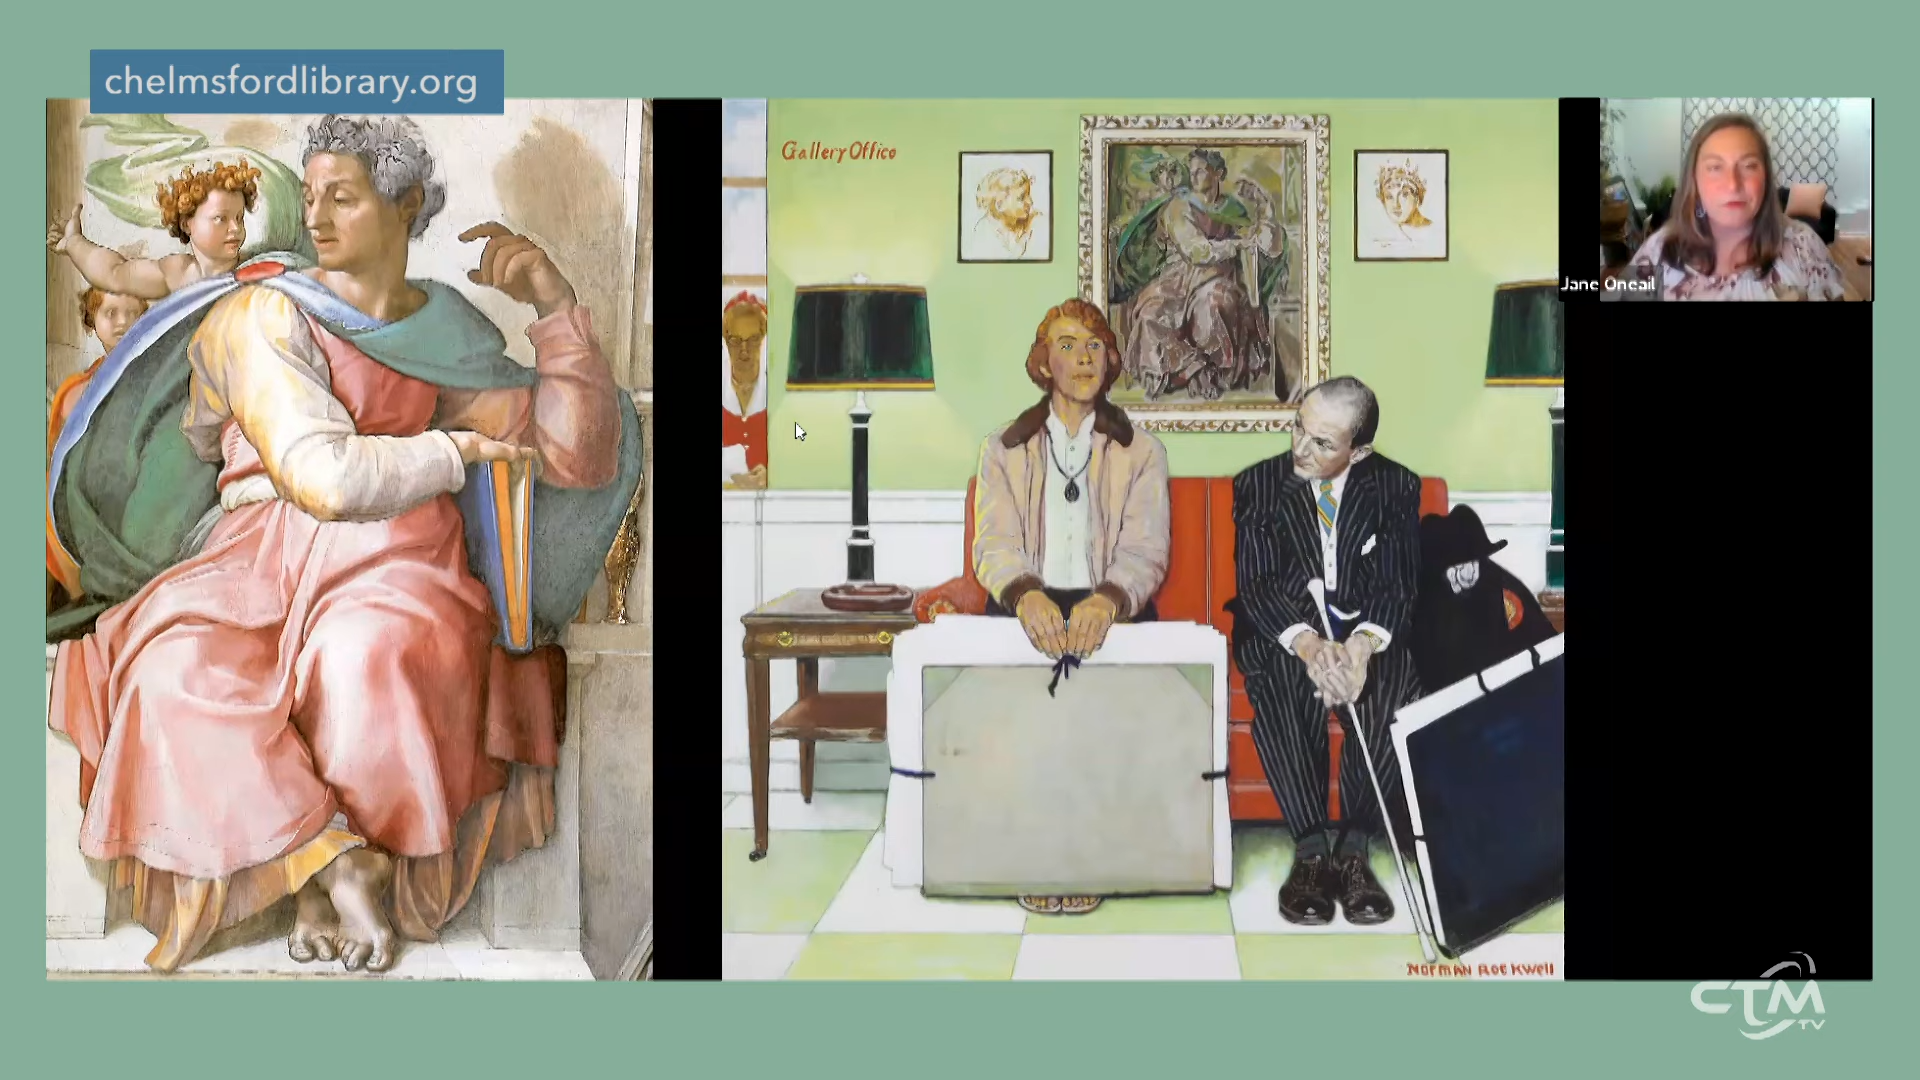 chelmsfordlibrary.org
Gallery Office
Jane Oneail
NORMAN ROCKWELL
CTM
TV